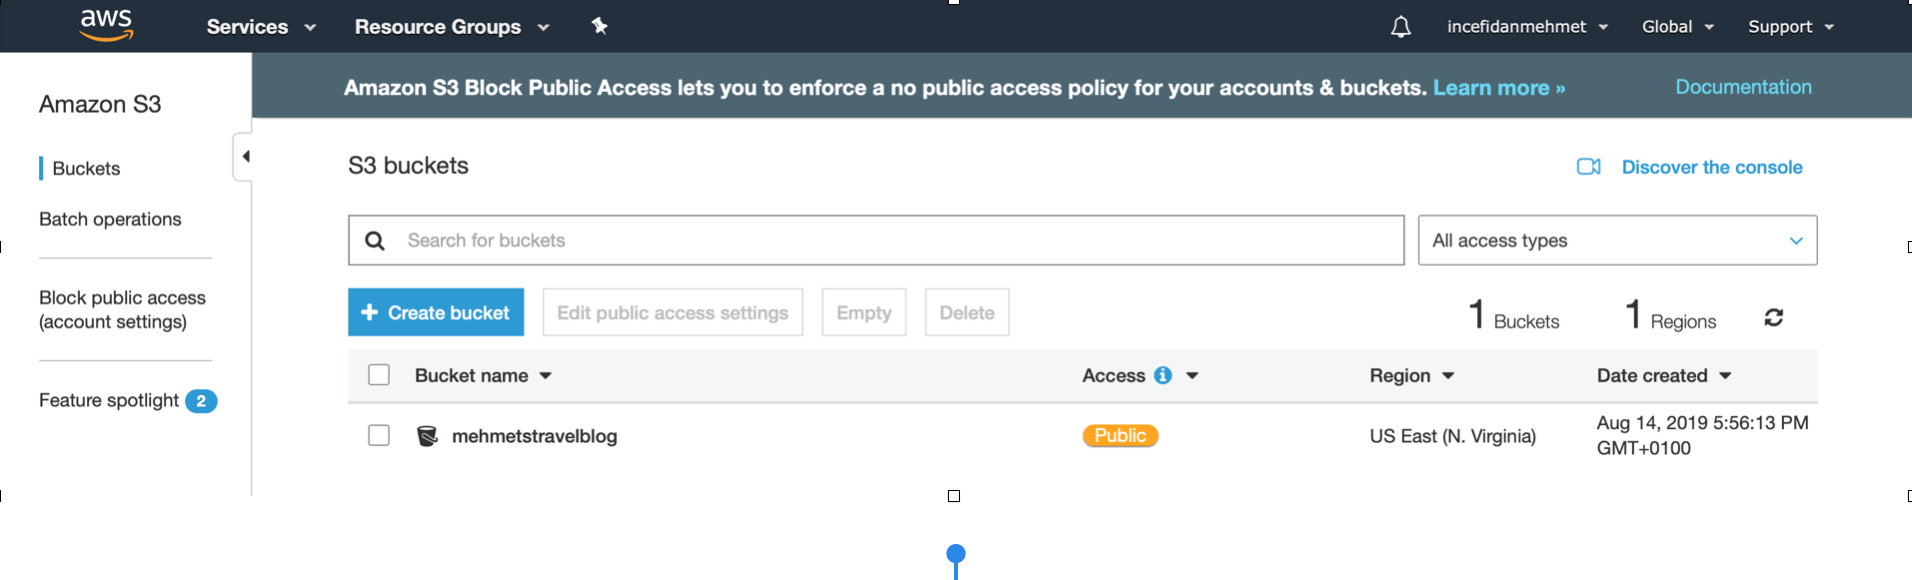 aws Services Resource Groups incefidanmehmet Global Support
Amazon S3 Block Public Access lets you to enforce a no public access policy for your accounts & buckets. Learn more » Documentation
Amazon S3
Buckets
Batch operations
Block public access
(account settings)
Feature spotlight 2
S3 buckets Discover the console
Search for buckets All access types
+ Create bucket Edit public access settings Empty Delete 1 Buckets 1 Regions
Bucket name Access i Region Date created
mehmetstravelblog Public US East (N. Virginia) Aug 14, 2019 5:56:13 PM
GMT+0100